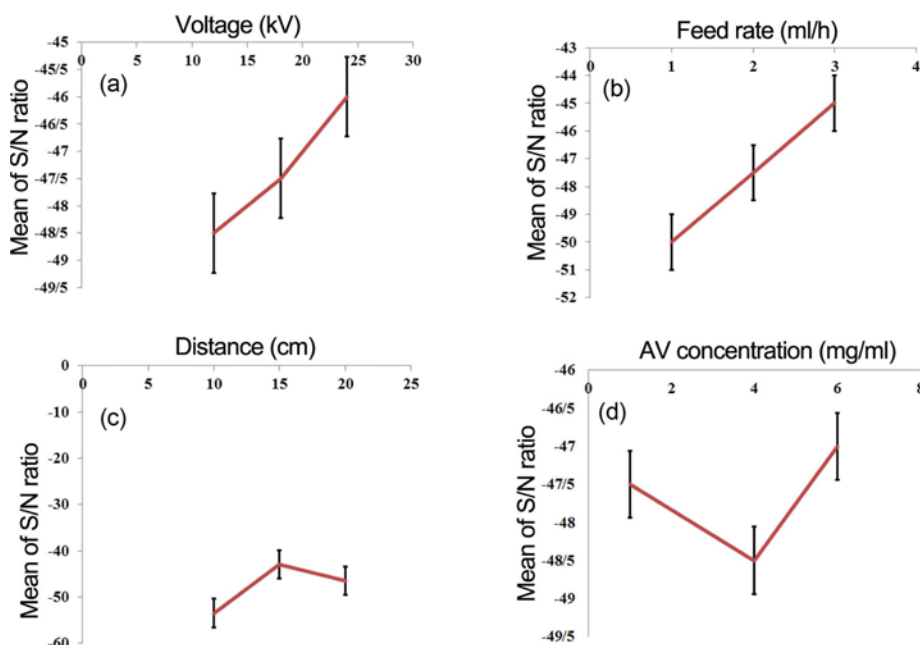 Voltage (kV)
-45
0 5 10 15 20 25 30
-45/5
(a)
-46
-46/5
-47
-47/5
-48
-48/5
-49
-49/5
Mean of S/N ratio
Feed rate (ml/h)
-43
0 1 2 3 4
-44
(b)
-45
-46
-47
-48
-49
-50
-51
-52
Mean of S/N ratio
Distance (cm)
0
0 5 10 15 20 25
-10
(c)
-20
-30
-40
-50
-60
Mean of S/N ratio
AV concentration (mg/ml)
-46
0 2 4 6 8
-46/5
(d)
-47
-47/5
-48
-48/5
-49
-49/5
Mean of S/N ratio